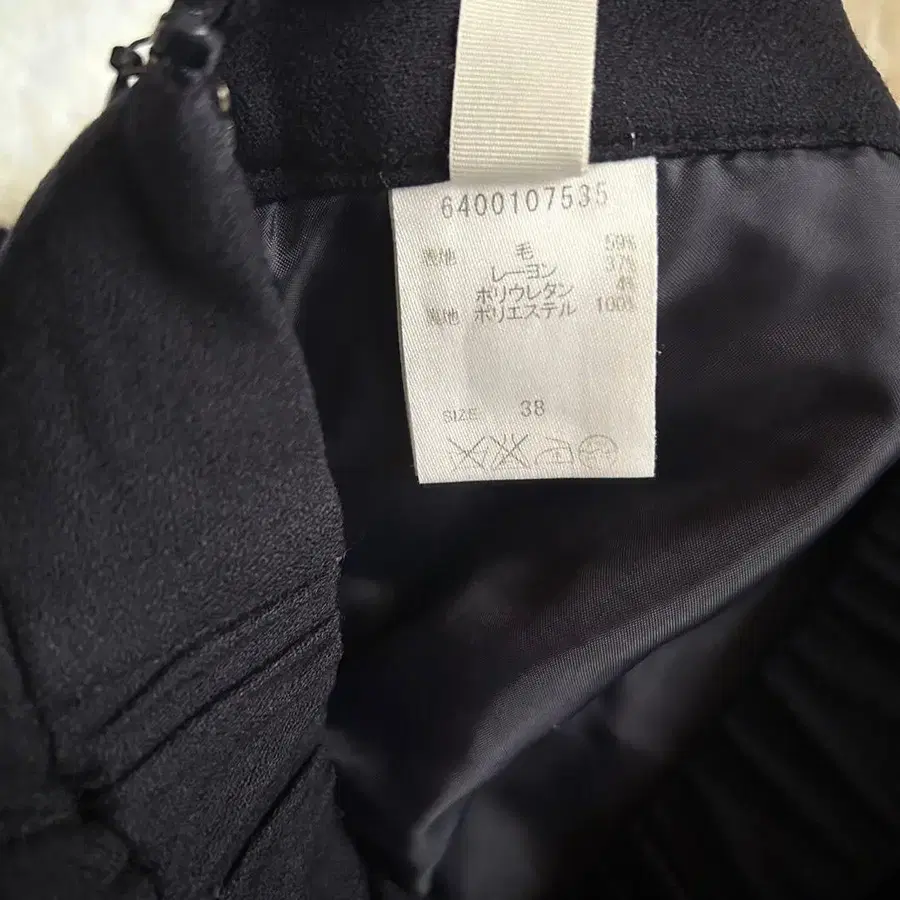 6400107535
表地 毛 59%
レーヨン 37%
ポリウレタン 4%
裏地 ポリエステル 100%
SIZE 38